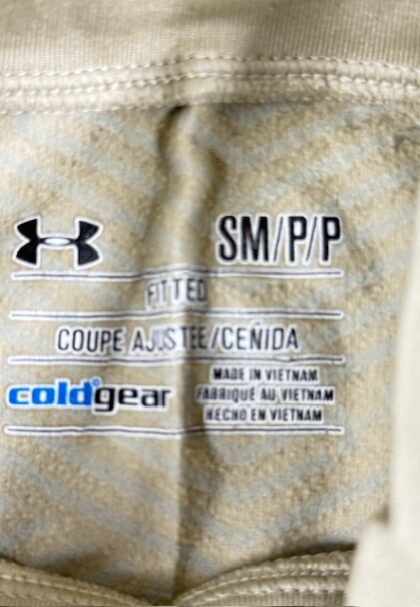 SM/P/P
FITTED
COUPE AJUSTEE/CEÑIDA
coldgear
MADE IN VIETNAM
FABRIQUÉ AU VIETNAM
HECHO EN VIETNAM